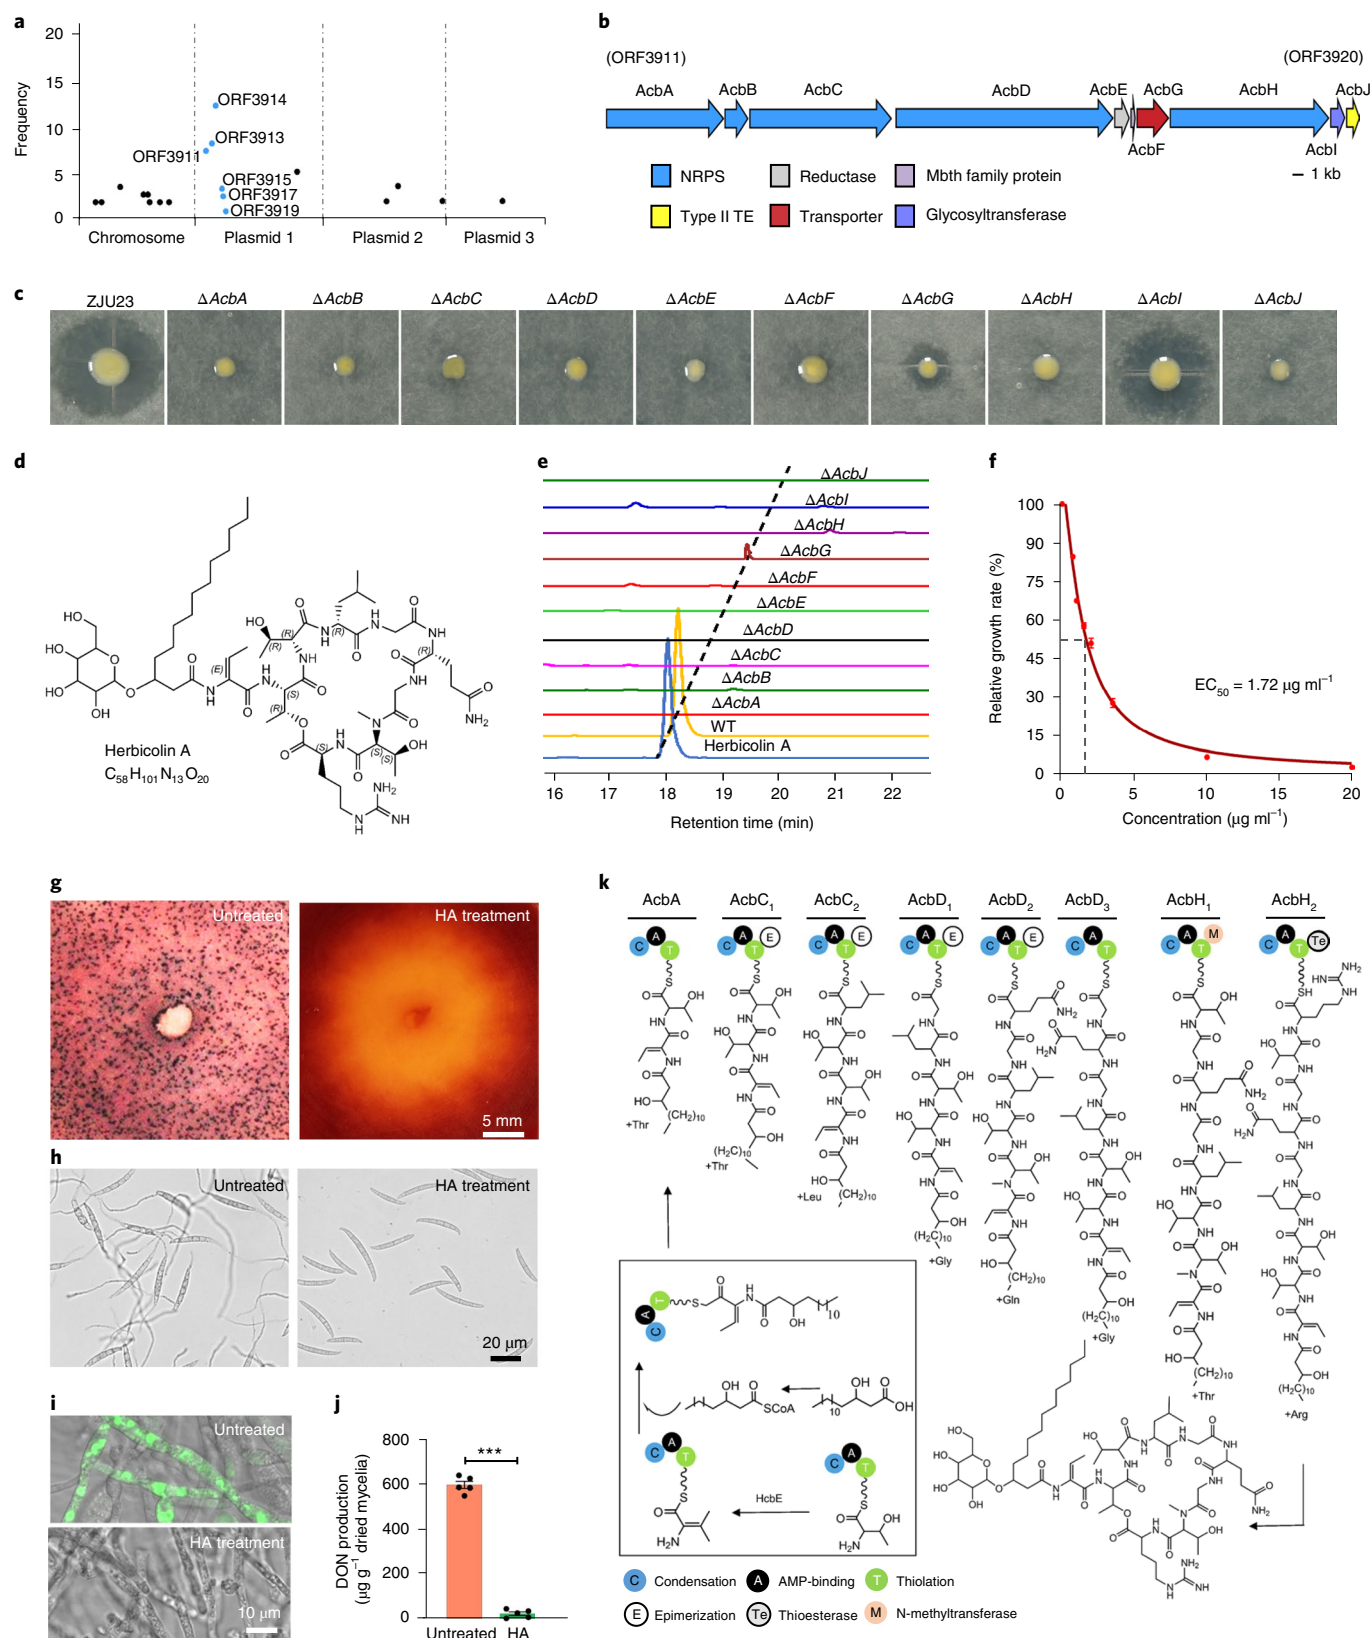 a
20
15
10
5
0
Frequency
ORF3914
ORF3913
ORF3911
ORF3915
ORF3917
ORF3919
Chromosome
Plasmid 1
Plasmid 2
Plasmid 3
b
(ORF3911)
(ORF3920)
AcbA
AcbB
AcbC
AcbD
AcbE
AcbG
AcbH
AcbJ
AcbF
AcbI
1 kb
NRPS
Reductase
Mbth family protein
Type II TE
Transporter
Glycosyltransferase
c
ZJU23
ΔAcbA
ΔAcbB
ΔAcbC
ΔAcbD
ΔAcbE
ΔAcbF
ΔAcbG
ΔAcbH
ΔAcbI
ΔAcbJ
d
Herbicolin A
C58H101N13O20
e
ΔAcbJ
ΔAcbI
ΔAcbH
ΔAcbG
ΔAcbF
ΔAcbE
ΔAcbD
ΔAcbC
ΔAcbB
ΔAcbA
WT
Herbicolin A
16 17 18 19 20 21 22
Retention time (min)
f
100
90
75
60
45
30
15
0
Relative growth rate (%)
EC50 = 1.72 μg ml−1
0 5 10 15 20
Concentration (μg ml−1)
g
Untreated
HA treatment
5 mm
h
Untreated
HA treatment
20 μm
i
Untreated
HA treatment
10 μm
j
800
600
400
200
0
DON production
(μg g−1 dried mycelia)
***
Untreated
HA
k
AcbA
AcbC1
AcbC2
AcbD1
AcbD2
AcbD3
AcbH1
AcbH2
+Thr
+Thr
+Leu
+Gly
+Gln
+Gly
+Thr
+Arg
HcbE
C Condensation
A AMP-binding
T Thiolation
E Epimerization
Te Thioesterase
M N-methyltransferase